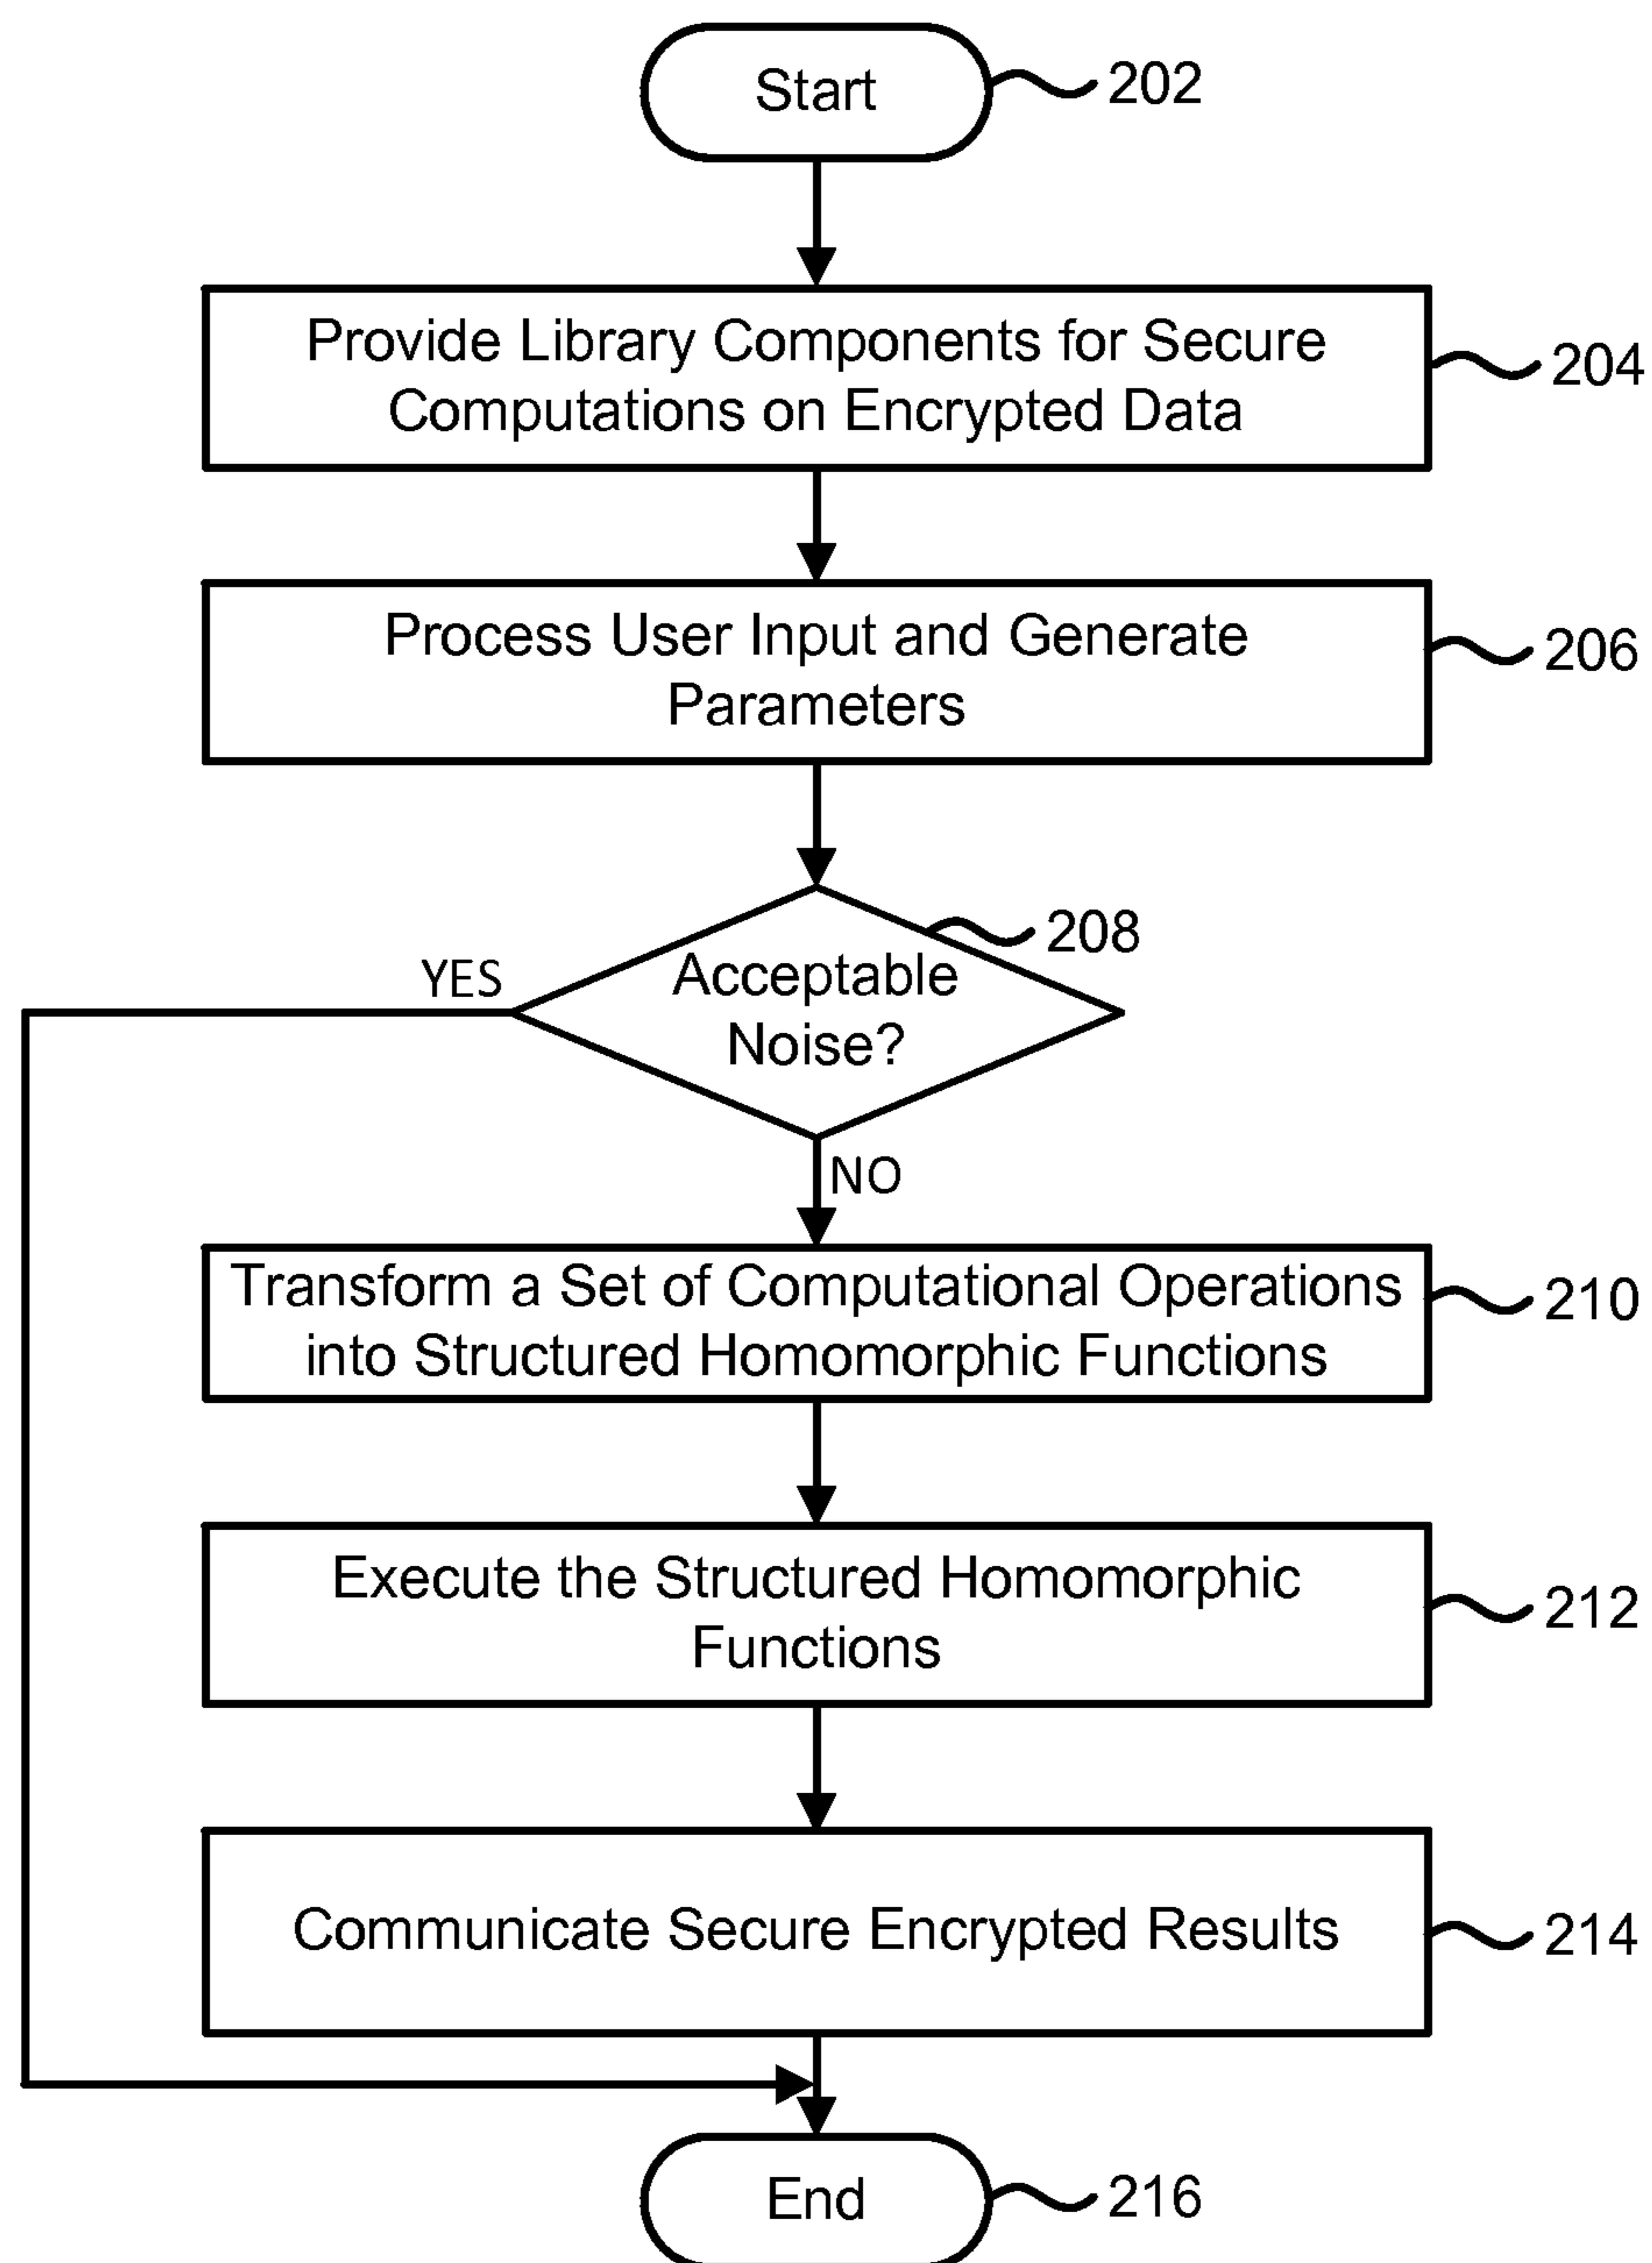 Start
202
Provide Library Components for Secure
Computations on Encrypted Data
204
Process User Input and Generate
Parameters
206
208
YES
Acceptable
Noise?
NO
Transform a Set of Computational Operations
into Structured Homomorphic Functions
210
Execute the Structured Homomorphic
Functions
212
Communicate Secure Encrypted Results
214
End
216